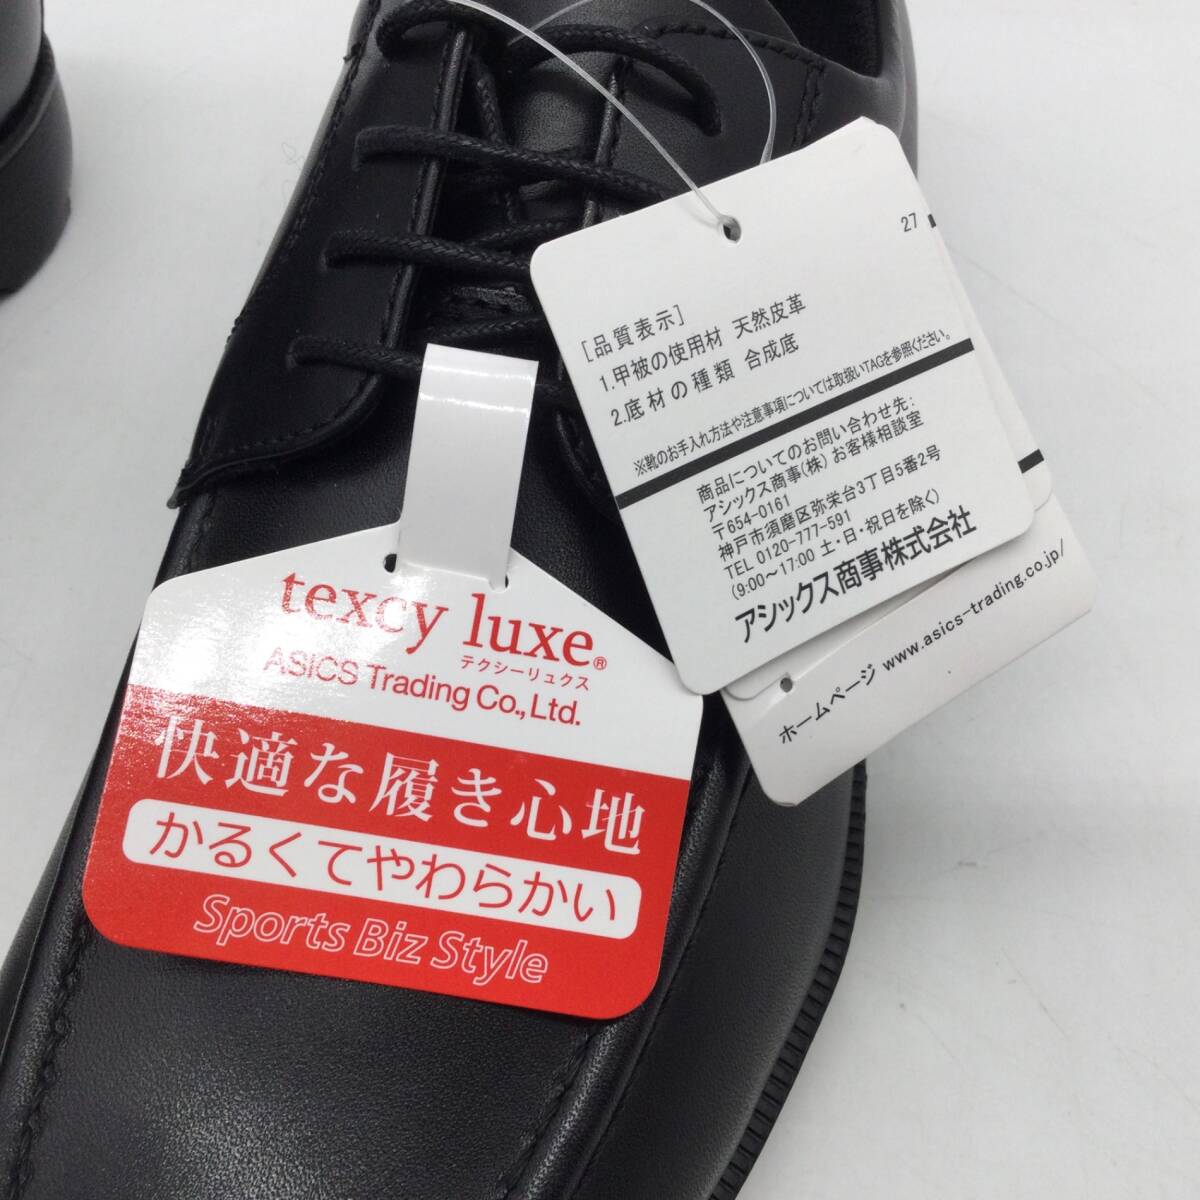 texcy luxe®
テクシーリュクス
ASICS Trading Co., Ltd.
快適な履き心地
かるくてやわらかい
Sports Biz Style
[品質表示]
1.甲被の使用材 天然皮革
2.底材の種類 合成底
※靴のお手入れ方法や注意事項については取扱いTAGを参照ください。
商品についてのお問い合わせ先:
アシックス商事(株)お客様相談室
〒654-0161
神戸市須磨区弥栄台3丁目5番2号
TEL 0120-777-591
(9:00〜17:00 土・日・祝日を除く)
アシックス商事株式会社
27
ホームページ www.asics-trading.co.jp/